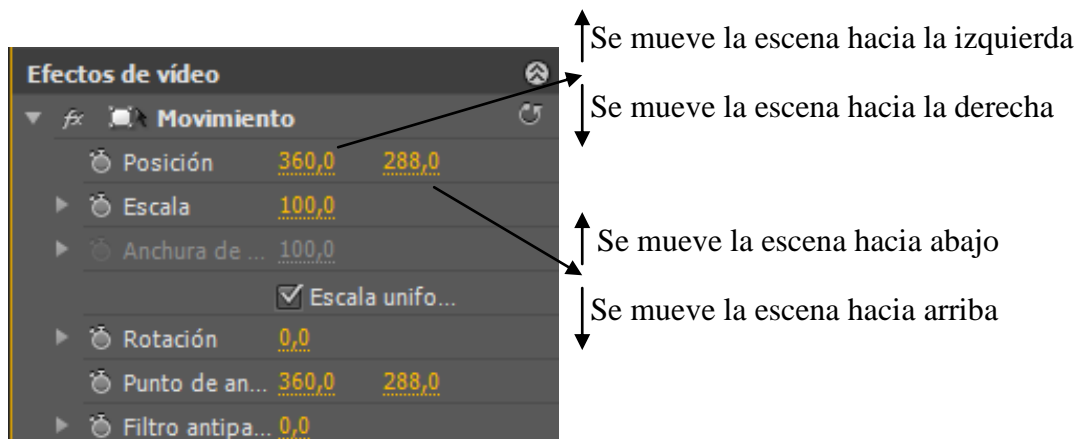 Efectos de vídeo
fx Movimiento
Posición 360,0 288,0
Escala 100,0
Anchura de ... 100,0
Escala unifo...
Rotación 0,0
Punto de an... 360,0 288,0
Filtro antipa... 0,0
Se mueve la escena hacia la izquierda
Se mueve la escena hacia la derecha
Se mueve la escena hacia abajo
Se mueve la escena hacia arriba